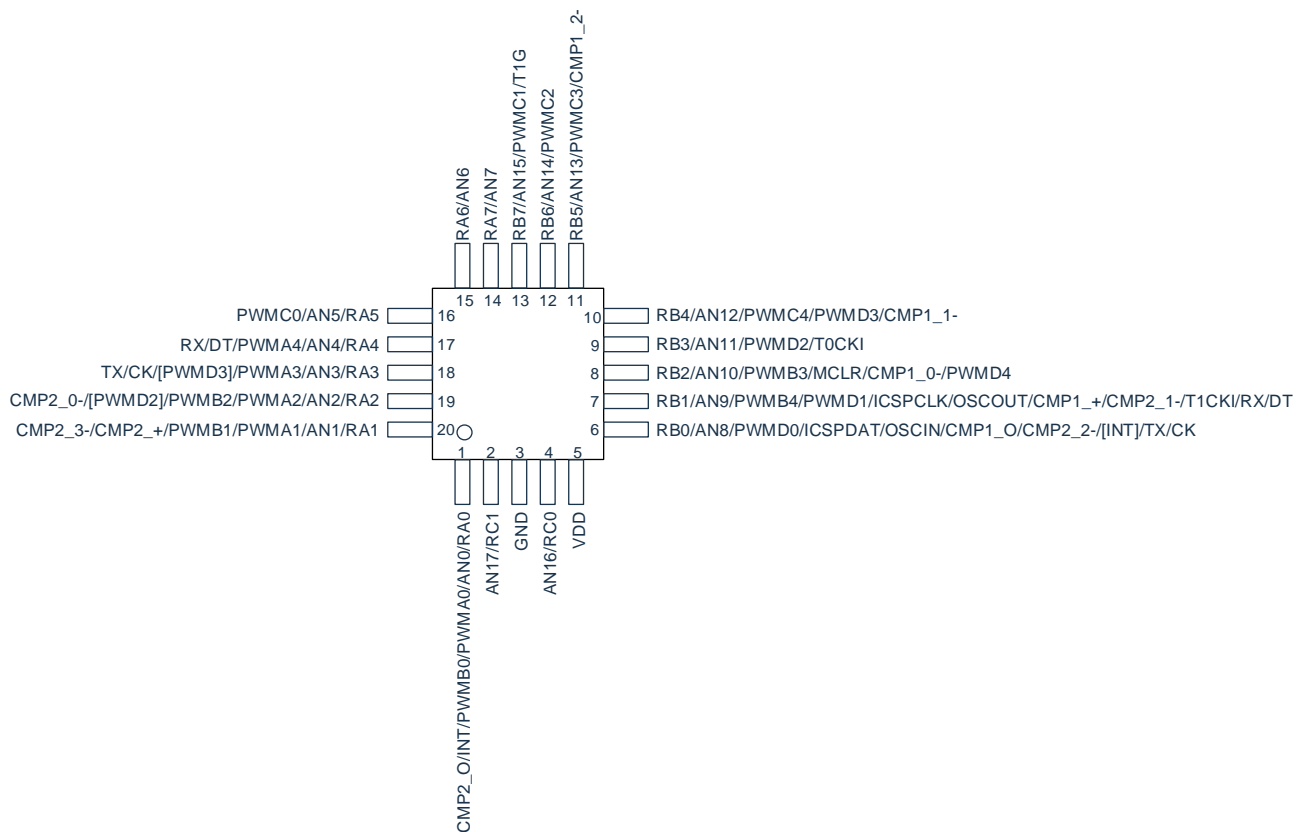 RA6/AN6
RA7/AN7
RB7/AN15/PWMC1/T1G
RB6/AN14/PWMC2
RB5/AN13/PWMC3/CMP1_2-
15
14
13
12
11
PWMC0/AN5/RA5
16
10
RB4/AN12/PWMC4/PWMD3/CMP1_1-
RX/DT/PWMA4/AN4/RA4
17
9
RB3/AN11/PWMD2/T0CKI
TX/CK/[PWMD3]/PWMA3/AN3/RA3
18
8
RB2/AN10/PWMB3/MCLR/CMP1_0-/PWMD4
CMP2_0-/[PWMD2]/PWMB2/PWMA2/AN2/RA2
19
7
RB1/AN9/PWMB4/PWMD1/ICSPCLK/OSCOUT/CMP1_+/CMP2_1-/T1CKI/RX/DT
CMP2_3-/CMP2_+/PWMB1/PWMA1/AN1/RA1
20
6
RB0/AN8/PWMD0/ICSPDAT/OSCIN/CMP1_O/CMP2_2-/[INT]/TX/CK
1
2
3
4
5
CMP2_O/INT/PWMB0/PWMA0/AN0/RA0
AN17/RC1
GND
AN16/RC0
VDD